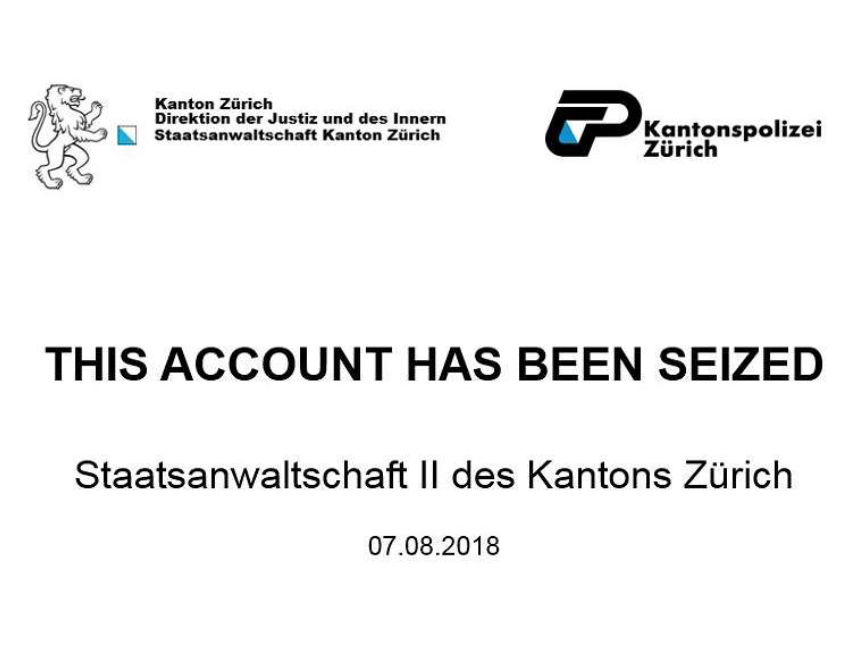 Kanton Zürich
Direktion der Justiz und des Innern
Staatsanwaltschaft Kanton Zürich
Kantonspolizei
Zürich
THIS ACCOUNT HAS BEEN SEIZED
Staatsanwaltschaft II des Kantons Zürich
07.08.2018